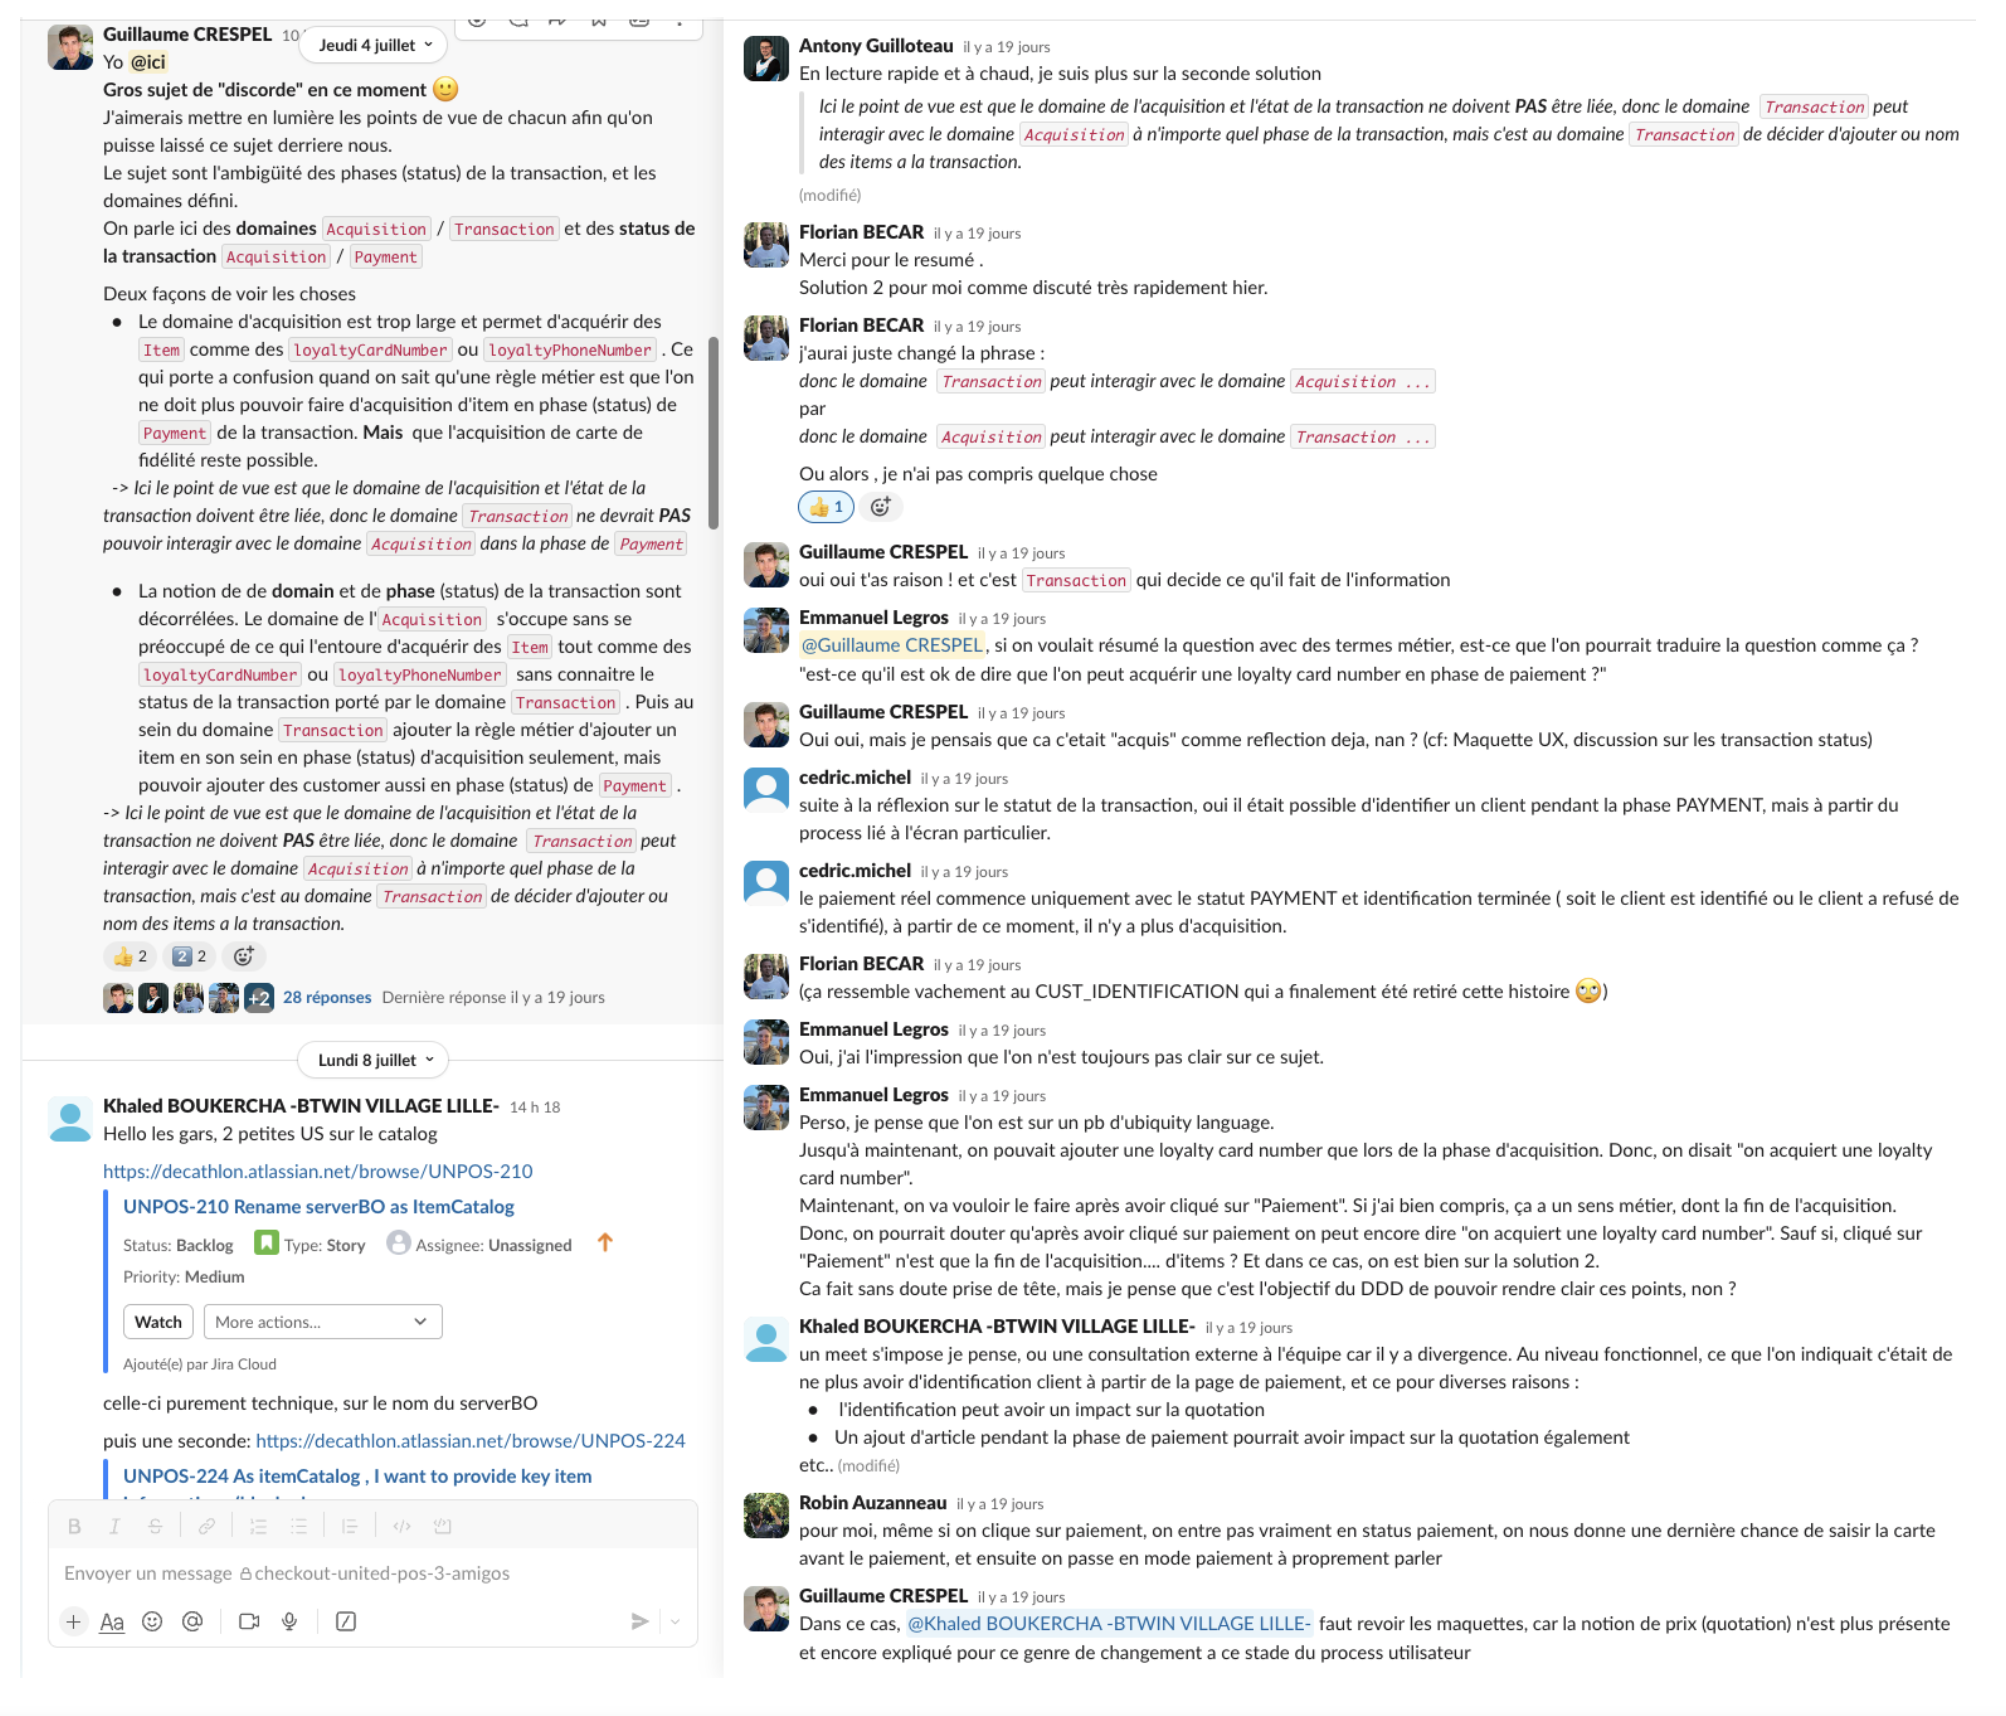 Guillaume CRESPEL 10
Jeudi 4 juillet
Yo @ici
Gros sujet de "discorde" en ce moment 🙂
J'aimerais mettre en lumière les points de vue de chacun afin qu'on
puisse laissé ce sujet derriere nous.
Le sujet sont l'ambigüité des phases (status) de la transaction, et les
domaines défini.
On parle ici des domaines Acquisition / Transaction et des status de
la transaction Acquisition / Payment
Deux façons de voir les choses
• Le domaine d'acquisition est trop large et permet d'acquérir des
Item comme des loyaltyCardNumber ou loyaltyPhoneNumber . Ce
qui porte a confusion quand on sait qu'une règle métier est que l'on
ne doit plus pouvoir faire d'acquisition d'item en phase (status) de
Payment de la transaction. Mais que l'acquisition de carte de
fidélité reste possible.
-> Ici le point de vue est que le domaine de l'acquisition et l'état de la
transaction doivent être liée, donc le domaine Transaction ne devrait PAS
pouvoir interagir avec le domaine Acquisition dans la phase de Payment
• La notion de de domain et de phase (status) de la transaction sont
décorrélées. Le domaine de l'Acquisition s'occupe sans se
préoccupé de ce qui l'entoure d'acquérir des Item tout comme des
loyaltyCardNumber ou loyaltyPhoneNumber sans connaitre le
status de la transaction porté par le domaine Transaction . Puis au
sein du domaine Transaction ajouter la règle métier d'ajouter un
item en son sein en phase (status) d'acquisition seulement, mais
pouvoir ajouter des customer aussi en phase (status) de Payment .
-> Ici le point de vue est que le domaine de l'acquisition et l'état de la
transaction ne doivent PAS être liée, donc le domaine Transaction peut
interagir avec le domaine Acquisition à n'importe quel phase de la
transaction, mais c'est au domaine Transaction de décider d'ajouter ou
nom des items a la transaction.
👍 2 2️⃣ 2
+2 28 réponses Dernière réponse il y a 19 jours
Lundi 8 juillet
Khaled BOUKERCHA -BTWIN VILLAGE LILLE- 14 h 18
Hello les gars, 2 petites US sur le catalog
https://decathlon.atlassian.net/browse/UNPOS-210
UNPOS-210 Rename serverBO as ItemCatalog
Status: Backlog Type: Story Assignee: Unassigned
Priority: Medium
Watch More actions...
Ajouté(e) par Jira Cloud
celle-ci purement technique, sur le nom du serverBO
puis une seconde: https://decathlon.atlassian.net/browse/UNPOS-224
UNPOS-224 As itemCatalog , I want to provide key item
Envoyer un message checkout-united-pos-3-amigos
Antony Guilloteau il y a 19 jours
En lecture rapide et à chaud, je suis plus sur la seconde solution
Ici le point de vue est que le domaine de l'acquisition et l'état de la transaction ne doivent PAS être liée, donc le domaine Transaction peut
interagir avec le domaine Acquisition à n'importe quel phase de la transaction, mais c'est au domaine Transaction de décider d'ajouter ou nom
des items a la transaction.
(modifié)
Florian BECAR il y a 19 jours
Merci pour le resumé .
Solution 2 pour moi comme discuté très rapidement hier.
Florian BECAR il y a 19 jours
j'aurai juste changé la phrase :
donc le domaine Transaction peut interagir avec le domaine Acquisition ...
par
donc le domaine Acquisition peut interagir avec le domaine Transaction ...
Ou alors , je n'ai pas compris quelque chose
👍 1
Guillaume CRESPEL il y a 19 jours
oui oui t'as raison ! et c'est Transaction qui decide ce qu'il fait de l'information
Emmanuel Legros il y a 19 jours
@Guillaume CRESPEL, si on voulait résumé la question avec des termes métier, est-ce que l'on pourrait traduire la question comme ça ?
"est-ce qu'il est ok de dire que l'on peut acquérir une loyalty card number en phase de paiement ?"
Guillaume CRESPEL il y a 19 jours
Oui oui, mais je pensais que ca c'etait "acquis" comme reflection deja, nan ? (cf: Maquette UX, discussion sur les transaction status)
cedric.michel il y a 19 jours
suite à la réflexion sur le statut de la transaction, oui il était possible d'identifier un client pendant la phase PAYMENT, mais à partir du
process lié à l'écran particulier.
cedric.michel il y a 19 jours
le paiement réel commence uniquement avec le statut PAYMENT et identification terminée ( soit le client est identifié ou le client a refusé de
s'identifié), à partir de ce moment, il n'y a plus d'acquisition.
Florian BECAR il y a 19 jours
(ça ressemble vachement au CUST_IDENTIFICATION qui a finalement été retiré cette histoire 🙄)
Emmanuel Legros il y a 19 jours
Oui, j'ai l'impression que l'on n'est toujours pas clair sur ce sujet.
Emmanuel Legros il y a 19 jours
Perso, je pense que l'on est sur un pb d'ubiquity language.
Jusqu'à maintenant, on pouvait ajouter une loyalty card number que lors de la phase d'acquisition. Donc, on disait "on acquiert une loyalty
card number".
Maintenant, on va vouloir le faire après avoir cliqué sur "Paiement". Si j'ai bien compris, ça a un sens métier, dont la fin de l'acquisition.
Donc, on pourrait douter qu'après avoir cliqué sur paiement on peut encore dire "on acquiert une loyalty card number". Sauf si, cliqué sur
"Paiement" n'est que la fin de l'acquisition.... d'items ? Et dans ce cas, on est bien sur la solution 2.
Ca fait sans doute prise de tête, mais je pense que c'est l'objectif du DDD de pouvoir rendre clair ces points, non ?
Khaled BOUKERCHA -BTWIN VILLAGE LILLE- il y a 19 jours
un meet s'impose je pense, ou une consultation externe à l'équipe car il y a divergence. Au niveau fonctionnel, ce que l'on indiquait c'était de
ne plus avoir d'identification client à partir de la page de paiement, et ce pour diverses raisons :
• l'identification peut avoir un impact sur la quotation
• Un ajout d'article pendant la phase de paiement pourrait avoir impact sur la quotation également
etc.. (modifié)
Robin Auzanneau il y a 19 jours
pour moi, même si on clique sur paiement, on entre pas vraiment en status paiement, on nous donne une dernière chance de saisir la carte
avant le paiement, et ensuite on passe en mode paiement à proprement parler
Guillaume CRESPEL il y a 19 jours
Dans ce cas, @Khaled BOUKERCHA -BTWIN VILLAGE LILLE- faut revoir les maquettes, car la notion de prix (quotation) n'est plus présente
et encore expliqué pour ce genre de changement a ce stade du process utilisateur